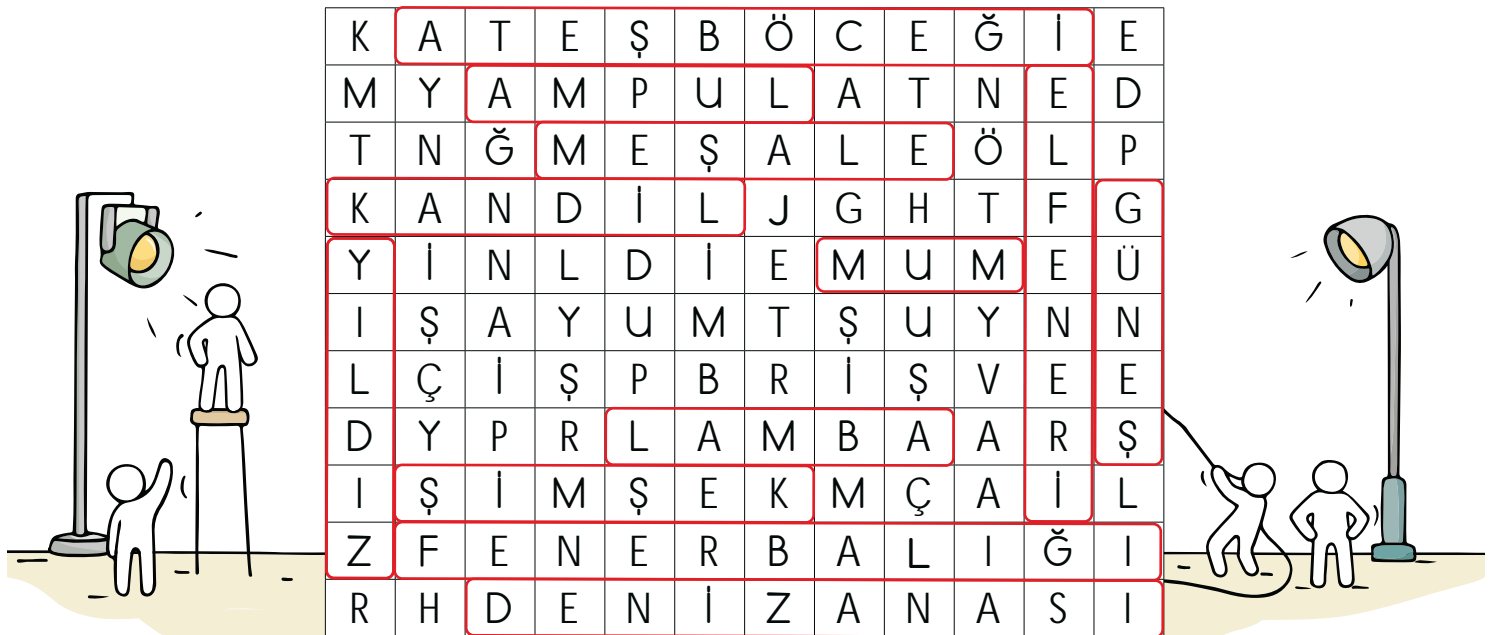 K A T E Ş B Ö C E Ğ İ E
M Y A M P U L A T N E D
T N Ğ M E Ş A L E Ö L P
K A N D İ L J G H T F G
Y İ N L D İ E M U M E Ü
I Ş A Y U M T Ş U Y N N
L Ç İ Ş P B R İ Ş V E E
D Y P R L A M B A A R Ş
I Ş İ M Ş E K M Ç A İ L
Z F E N E R B A L I Ğ I
R H D E N İ Z A N A S I